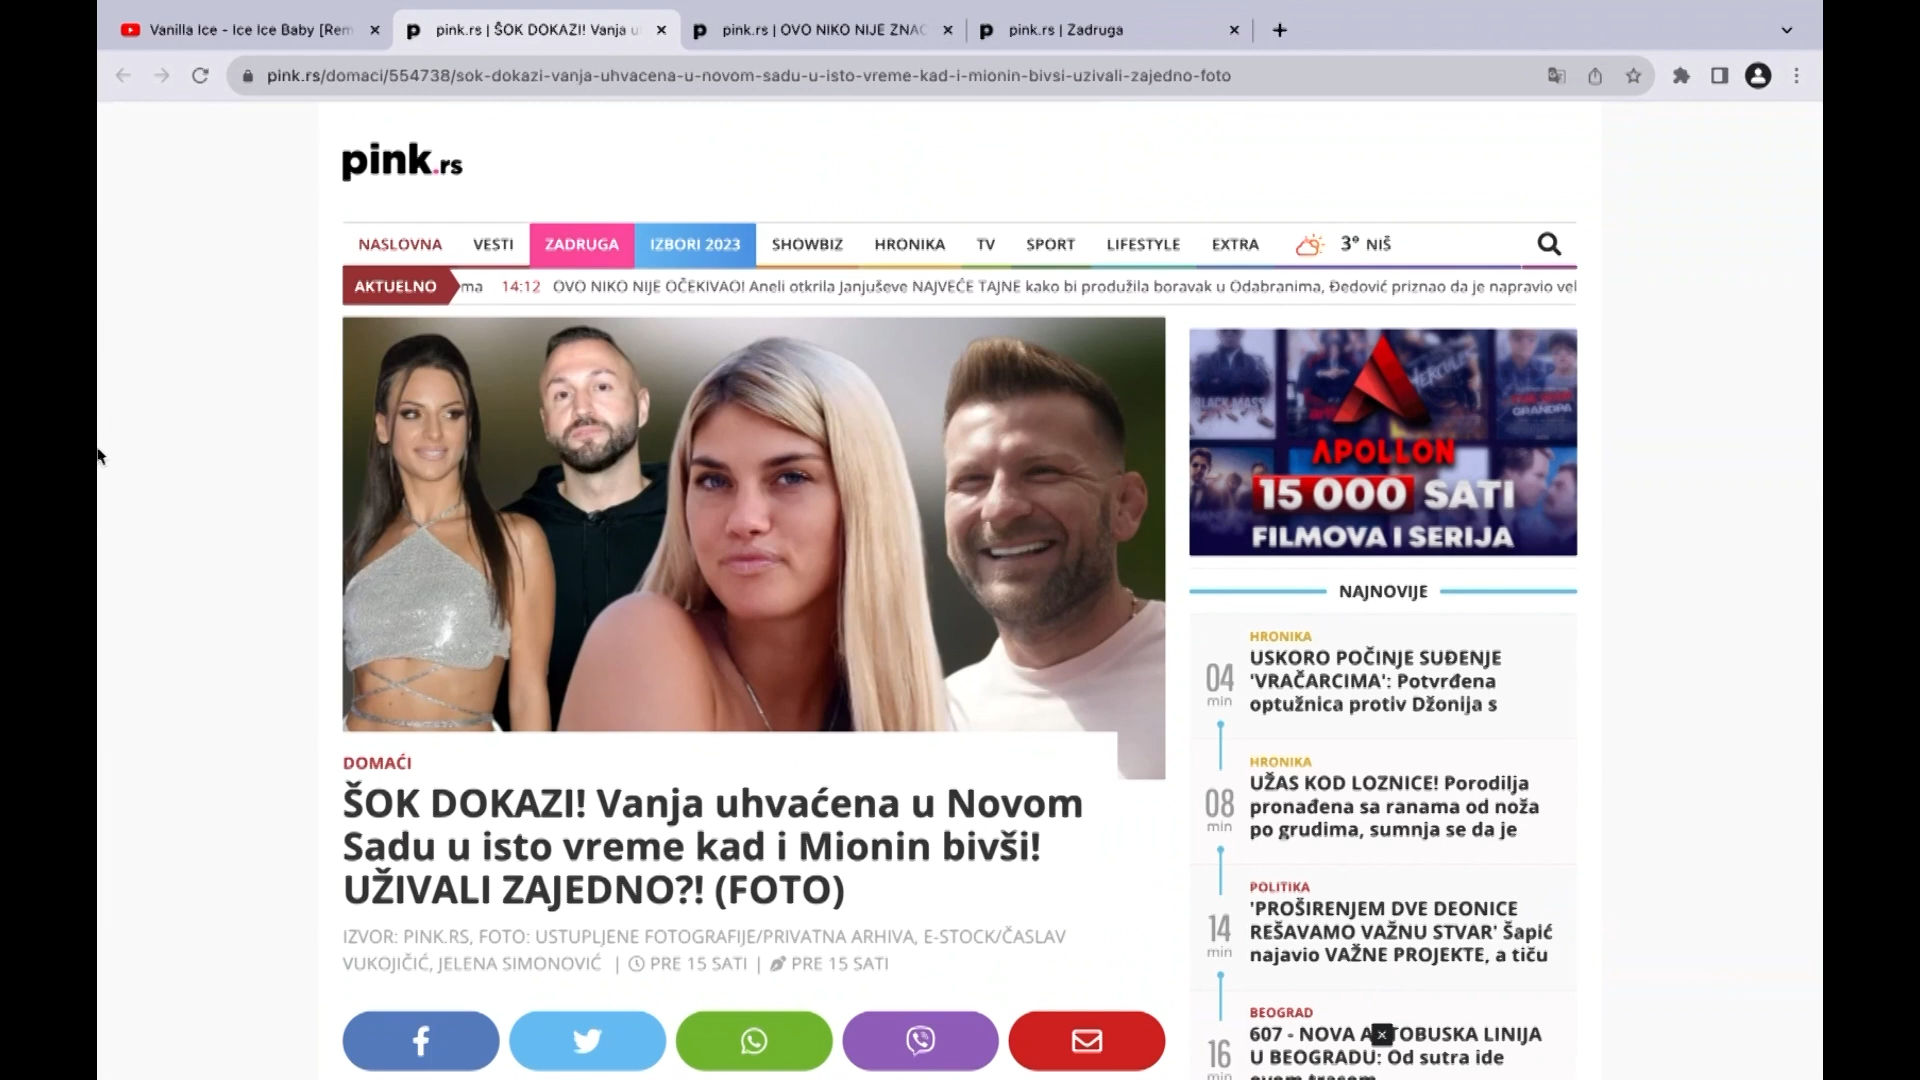 Vanilla Ice - Ice Ice Baby [Rem
pink.rs | ŠOK DOKAZI! Vanja u
pink.rs | OVO NIKO NIJE ZNAO
pink.rs | Zadruga
pink.rs/domaci/554738/sok-dokazi-vanja-uhvacena-u-novom-sadu-u-isto-vreme-kad-i-mionin-bivsi-uzivali-zajedno-foto
pink.rs
NASLOVNA VESTI ZADRUGA IZBORI 2023 SHOWBIZ HRONIKA TV SPORT LIFESTYLE EXTRA 3° NIŠ
AKTUELNO ma 14:12 OVO NIKO NIJE OČEKIVAO! Aneli otkrila Janjuševe NAJVEĆE TAJNE kako bi produžila boravak u Odabranima, Đedović priznao da je napravio vel
BLACK MASS
HERCULES
GRANDPA
APOLLON
15 000 SATI
FILMOVA I SERIJA
DOMAĆI
ŠOK DOKAZI! Vanja uhvaćena u Novom
Sadu u isto vreme kad i Mionin bivši!
UŽIVALI ZAJEDNO?! (FOTO)
IZVOR: PINK.RS, FOTO: USTUPLJENE FOTOGRAFIJE/PRIVATNA ARHIVA, E-STOCK/ČASLAV
VUKOJIČIĆ, JELENA SIMONOVIĆ | PRE 15 SATI | PRE 15 SATI
NAJNOVIJE
04 min
HRONIKA
USKORO POČINJE SUĐENJE
'VRAČARCIMA': Potvrđena
optužnica protiv Džonija s
08 min
HRONIKA
UŽAS KOD LOZNICE! Porodilja
pronađena sa ranama od noža
po grudima, sumnja se da je
14 min
POLITIKA
'PROŠIRENJEM DVE DEONICE
REŠAVAMO VAŽNU STVAR' Šapić
najavio VAŽNE PROJEKTE, a tiču
16 min
BEOGRAD
607 - NOVA AUTOBUSKA LINIJA
U BEOGRADU: Od sutra ide
ovom trasom